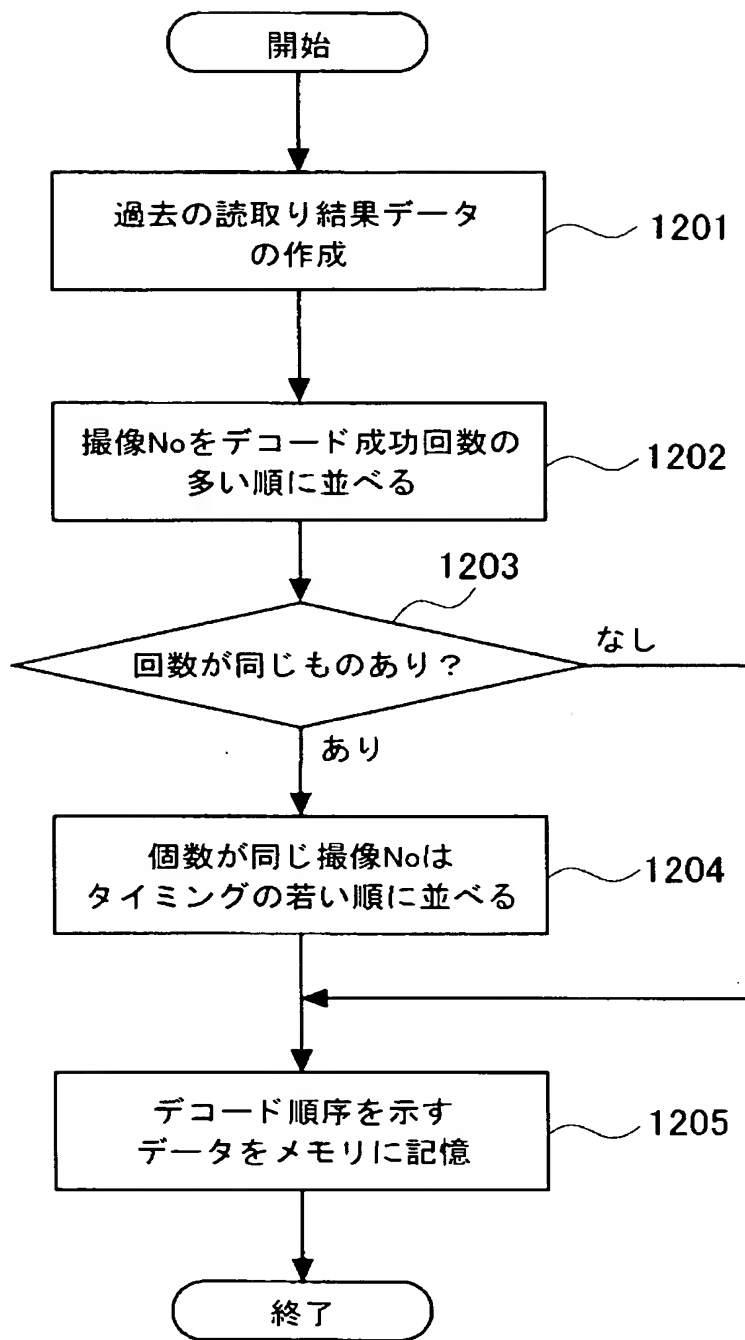 開始
過去の読取り結果データ
の作成
1201
撮像Noをデコード成功回数の
多い順に並べる
1202
1203
回数が同じものあり？
なし
あり
個数が同じ撮像Noは
タイミングの若い順に並べる
1204
デコード順序を示す
データをメモリに記憶
1205
終了